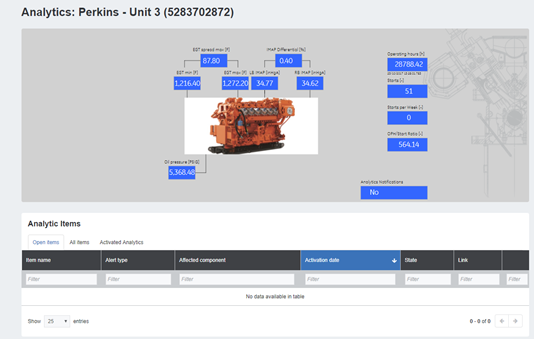 Analytics: Perkins - Unit 3 (5283702872)
EGT spread max [F]
87.80
IMAP Differential [%]
0.40
Operating hours [h]
28788.42
EGT min [F]
EGT max [F]
LB IMAP [inHgA]
RB IMAP [inHgA]
1,216.40
1,272.20
34.77
34.62
Starts [-]
51
Starts per Week [-]
0
OPH/Start Ratio [-]
564.14
Oil pressure [PSIG]
5,368.48
Analytics Notifications
No
Analytic Items
Open items All items Activated Analytics
Item name Alert type Affected component Activation date State Link
Filter Filter Filter Filter Filter Filter Filter
No data available in table
Show 25 entries 0 - 0 of 0